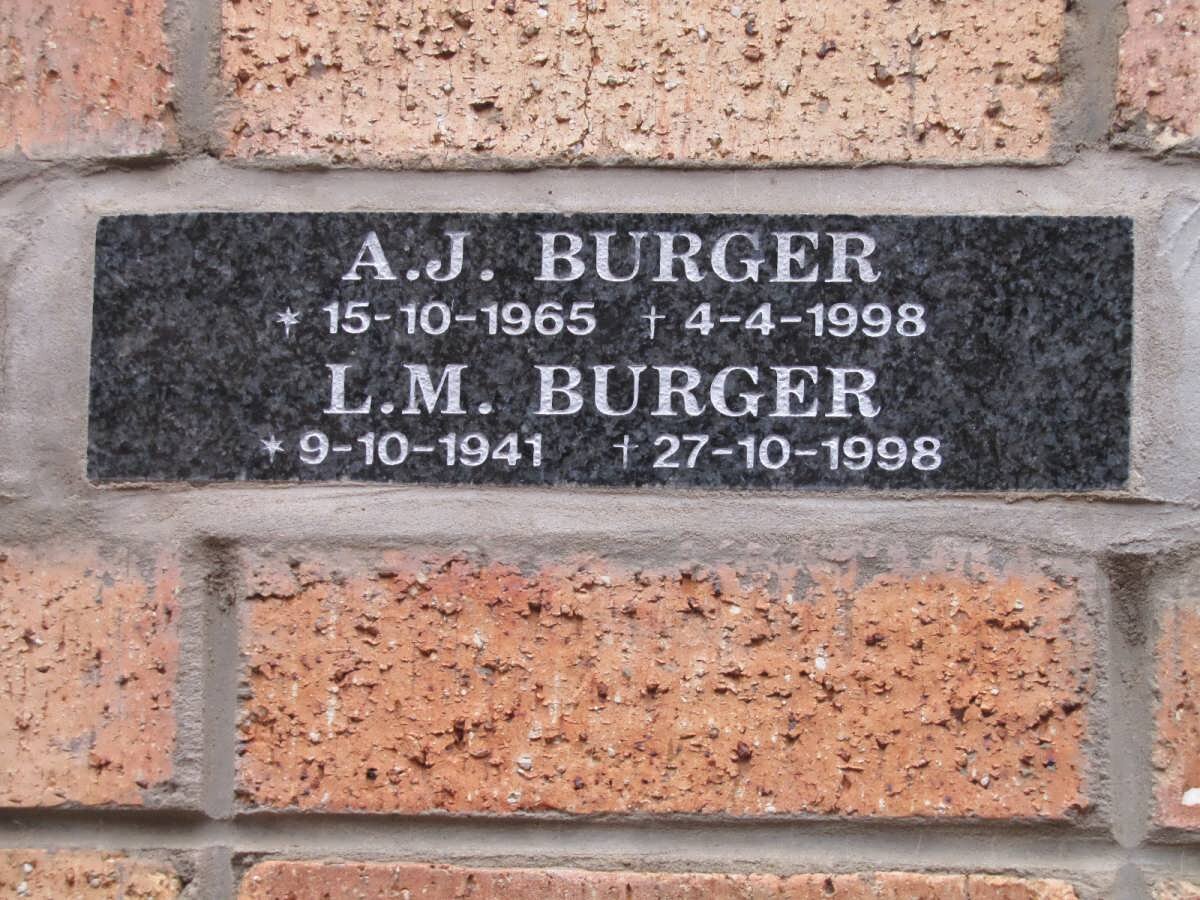 A.J. BURGER
* 15-10-1965 † 4-4-1998
L.M. BURGER
* 9-10-1941 † 27-10-1998